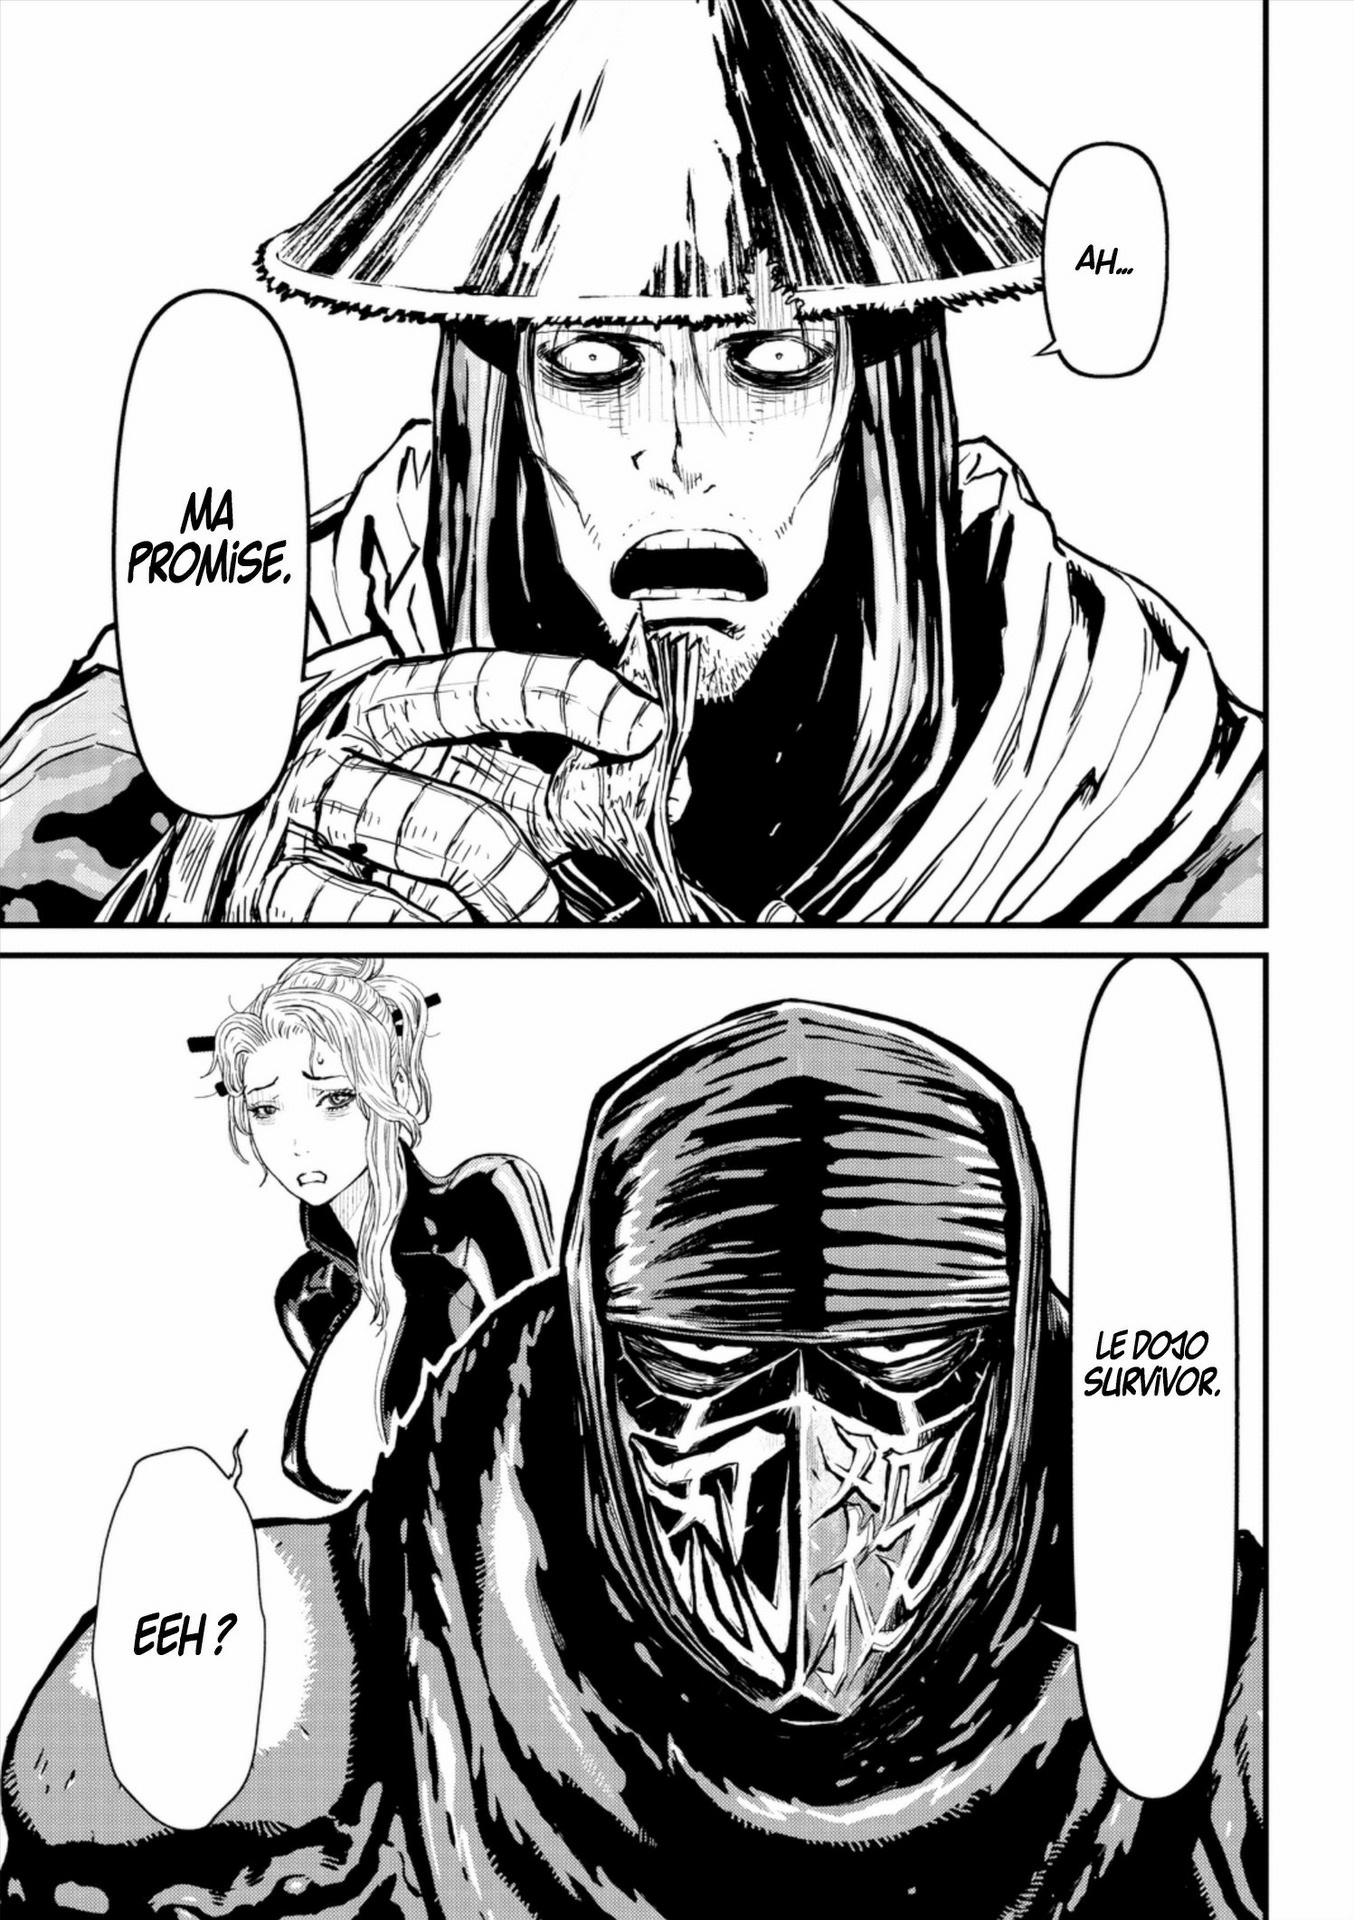 AH...
MA
PROMISE.
LE DOJO
SURVIVOR.
EEH ?